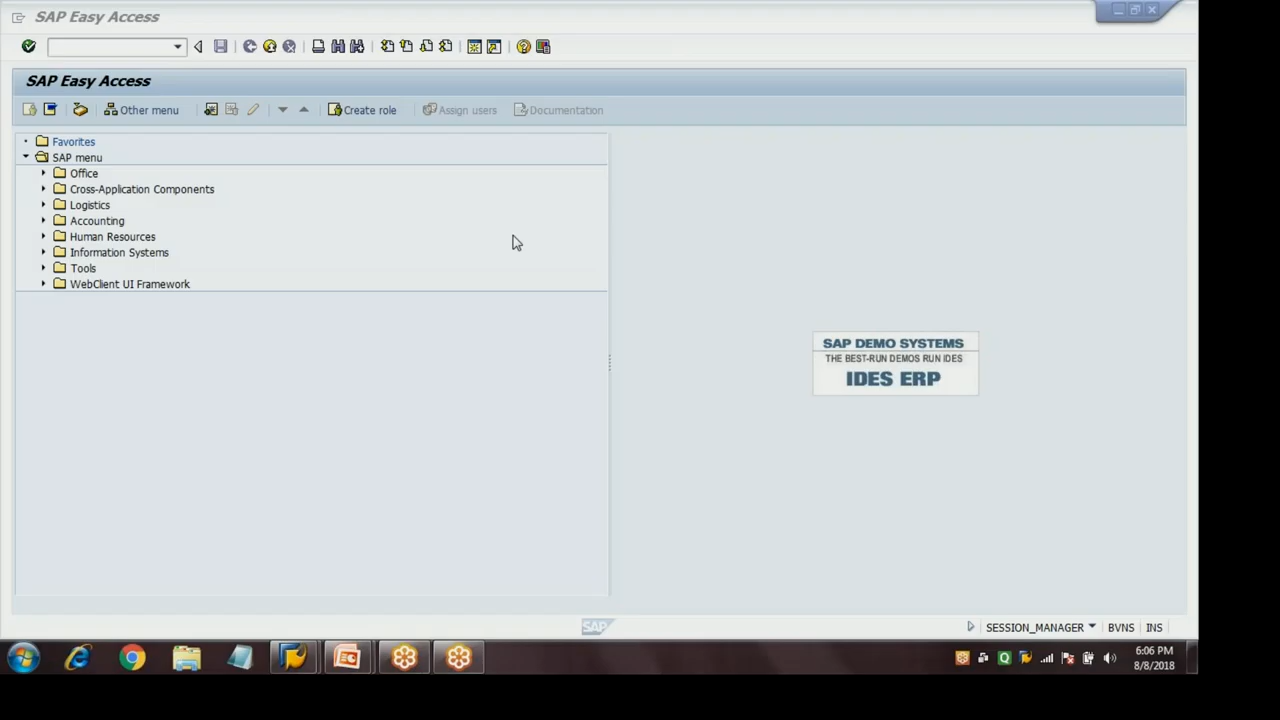 SAP Easy Access
SAP Easy Access
Other menu Create role Assign users Documentation
Favorites
SAP menu
Office
Cross-Application Components
Logistics
Accounting
Human Resources
Information Systems
Tools
WebClient UI Framework
SAP DEMO SYSTEMS
THE BEST-RUN DEMOS RUN IDES
IDES ERP
SAP
SESSION_MANAGER BVNS INS
6:06 PM
8/8/2018